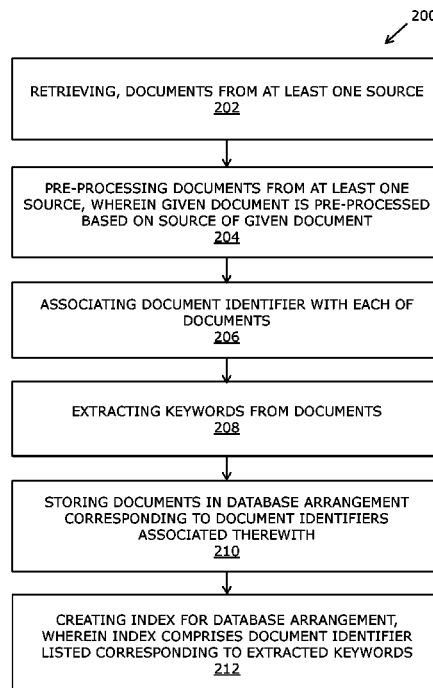 200
RETRIEVING, DOCUMENTS FROM AT LEAST ONE SOURCE
202
PRE-PROCESSING DOCUMENTS FROM AT LEAST ONE
SOURCE, WHEREIN GIVEN DOCUMENT IS PRE-PROCESSED
BASED ON SOURCE OF GIVEN DOCUMENT
204
ASSOCIATING DOCUMENT IDENTIFIER WITH EACH OF
DOCUMENTS
206
EXTRACTING KEYWORDS FROM DOCUMENTS
208
STORING DOCUMENTS IN DATABASE ARRANGEMENT
CORRESPONDING TO DOCUMENT IDENTIFIERS
ASSOCIATED THEREWITH
210
CREATING INDEX FOR DATABASE ARRANGEMENT,
WHEREIN INDEX COMPRISES DOCUMENT IDENTIFIER
LISTED CORRESPONDING TO EXTRACTED KEYWORDS
212